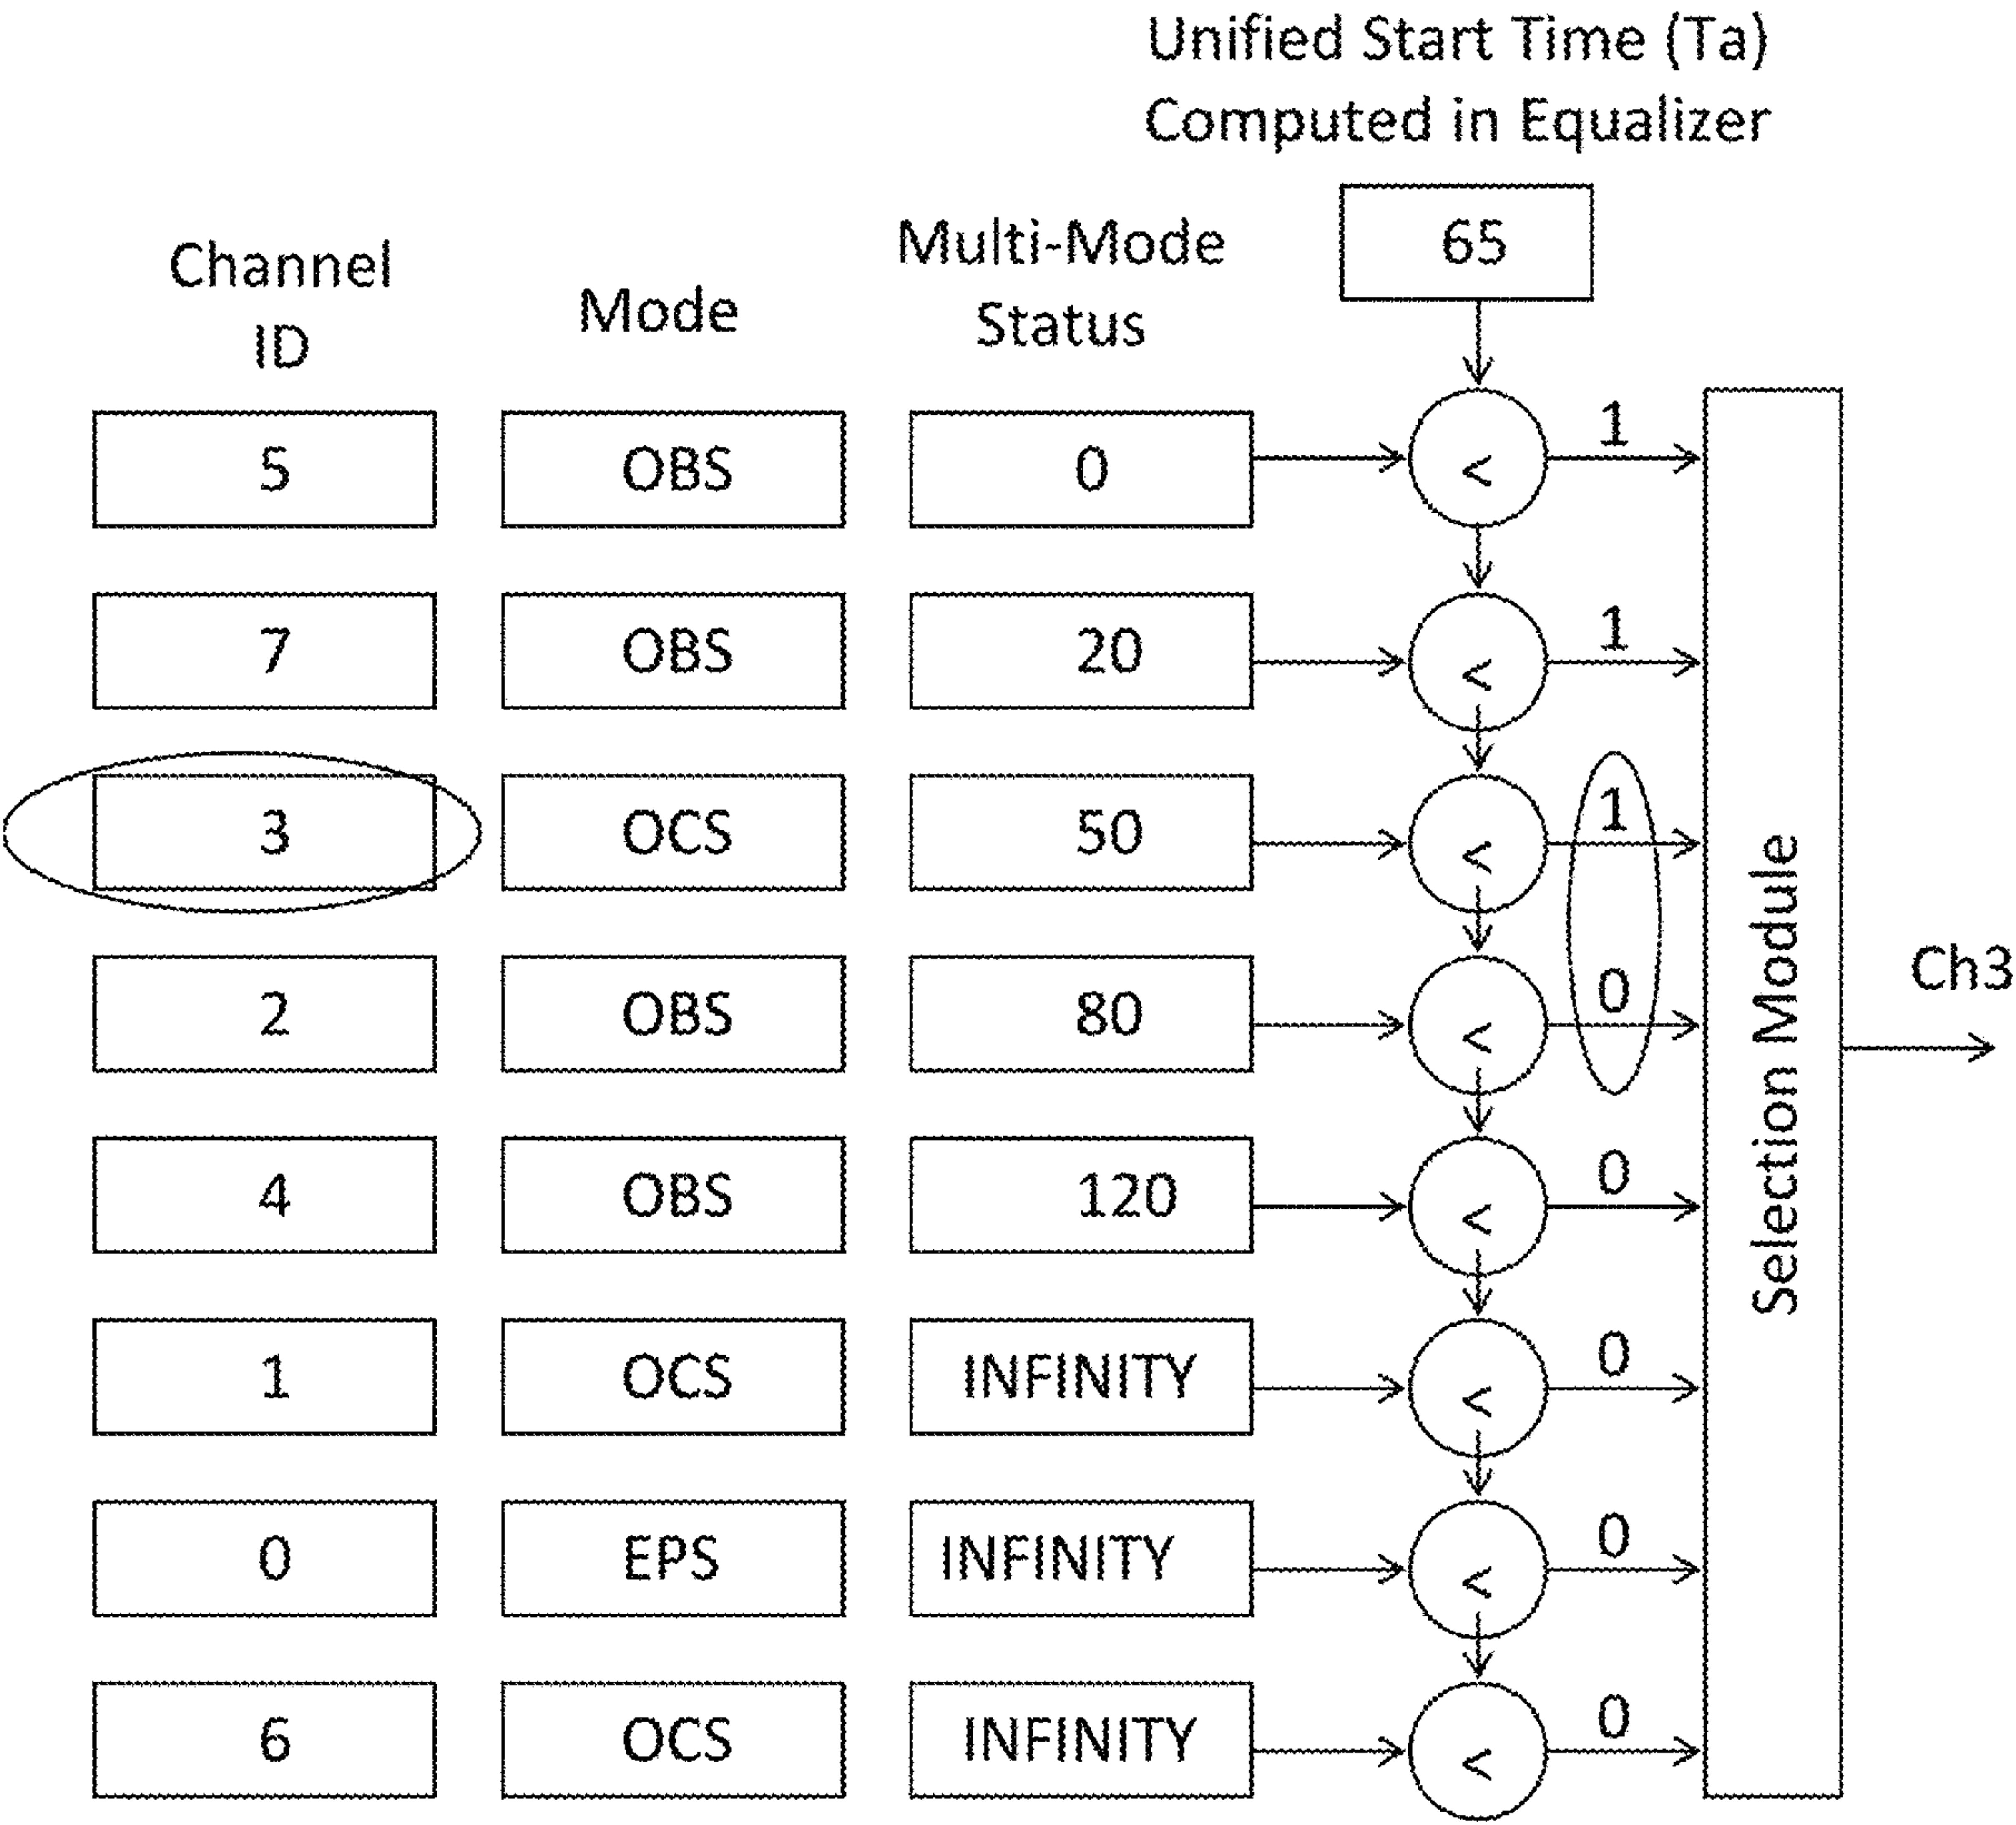 Unified Start Time (Ta)
Computed in Equalizer
65
Channel
ID
Mode
Multi-Mode
Status
5 OBS 0 < 1
7 OBS 20 < 1
3 OCS 50 < 1
2 OBS 80 < 0
4 OBS 120 < 0
1 OCS INFINITY < 0
0 EPS INFINITY < 0
6 OCS INFINITY < 0
Selection Module
Ch3